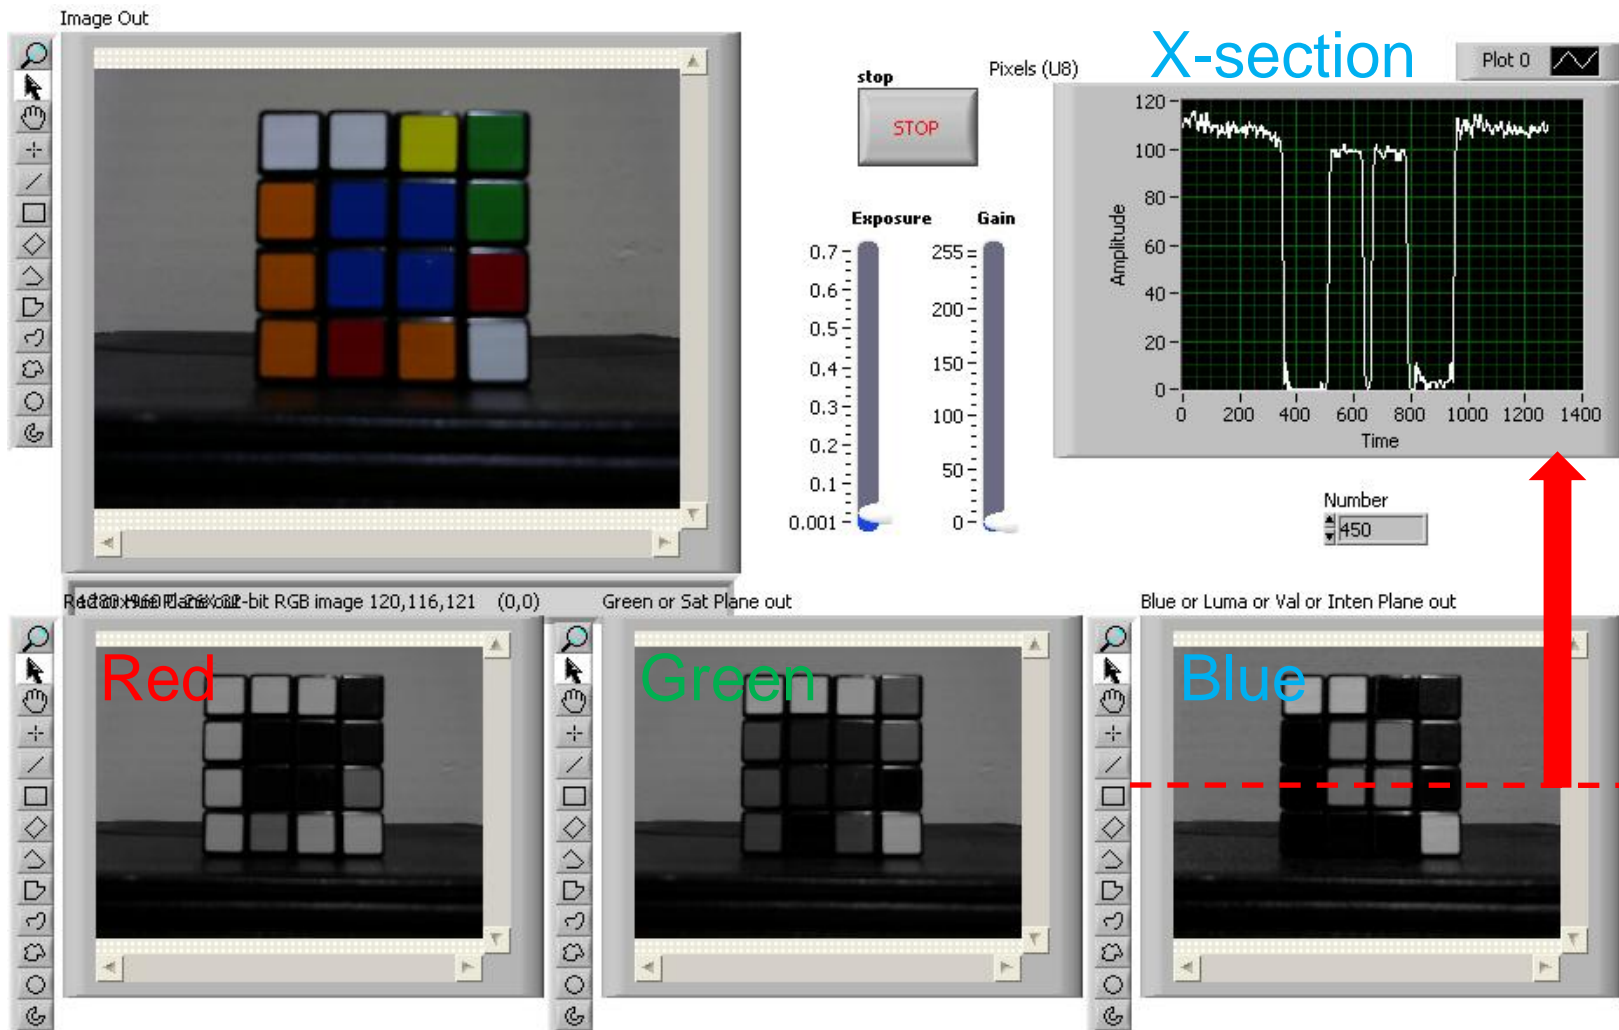 Image Out
X-section
Plot 0
stop
Pixels (U8)
STOP
120
100
80
60
40
20
0
Amplitude
0 200 400 600 800 1000 1200 1400
Time
Exposure
Gain
0.7
0.6
0.5
0.4
0.3
0.2
0.1
0.001
255
200
150
100
50
0
Number
450
-bit RGB image 120,116,121 (0,0)
Green or Sat Plane out
Blue or Luma or Val or Inten Plane out
Red
Green
Blue